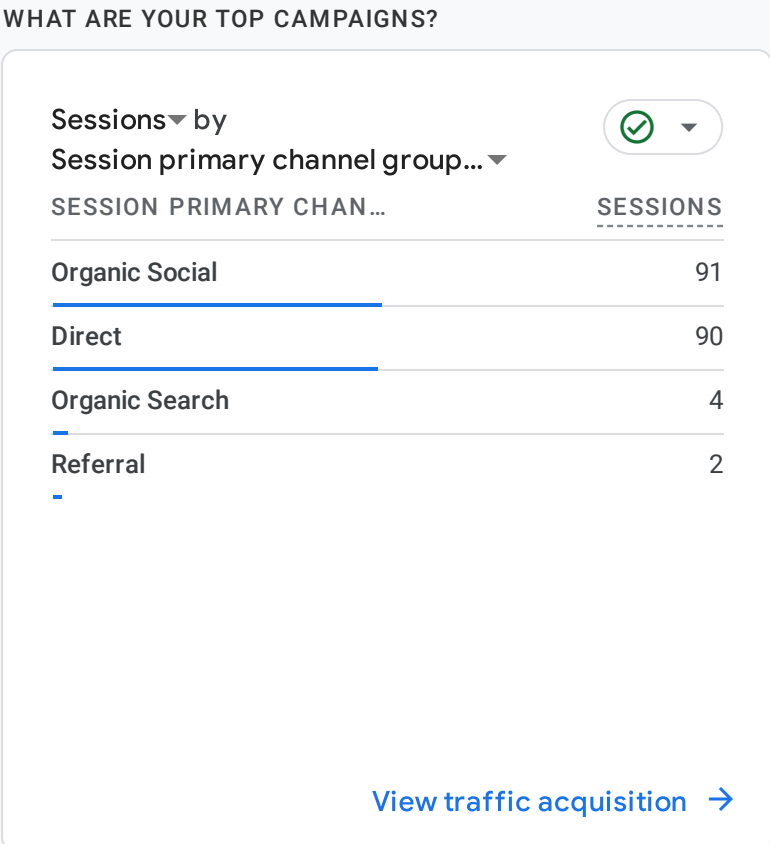 WHAT ARE YOUR TOP CAMPAIGNS?
Sessions by
Session primary channel group...
SESSION PRIMARY CHAN... SESSIONS
Organic Social 91
Direct 90
Organic Search 4
Referral 2
View traffic acquisition